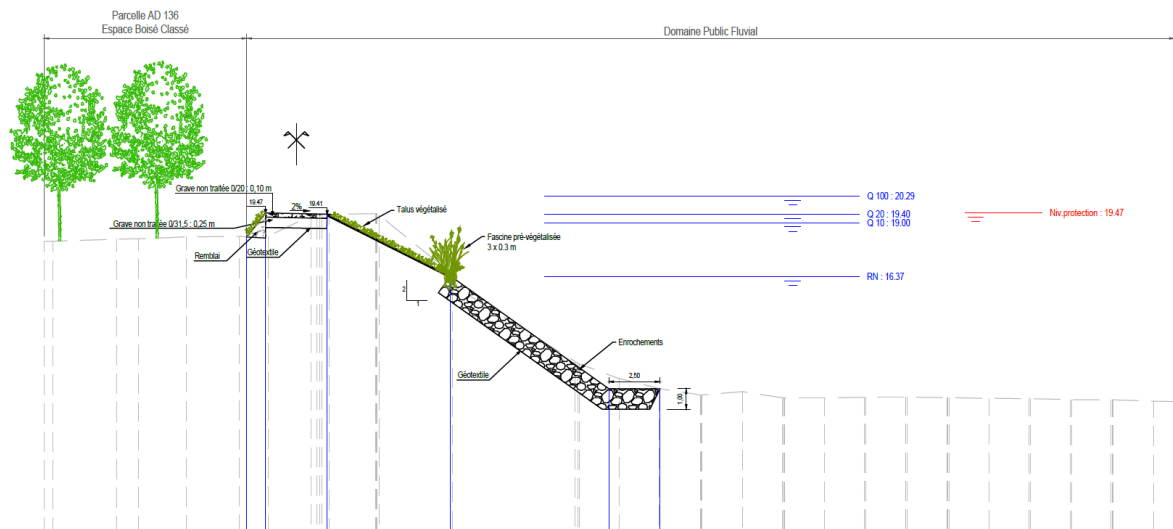 Parcelle AD 136
Espace Boisé Classé
Domaine Public Fluvial
Grave non traitée 0/20 : 0,10 m
19.47
2%
19.41
Talus végétalisé
Grave non traitée 0/31,5 : 0,25 m
Remblai
Géotextile
Fascine pré-végétalisée
3 x 0.3 m
Q 100 : 20.29
Q 20 : 19.40
Q 10 : 19.00
Niv.protection : 19.47
RN : 16.37
2
1
Enrochements
Géotextile
2,50
1,00